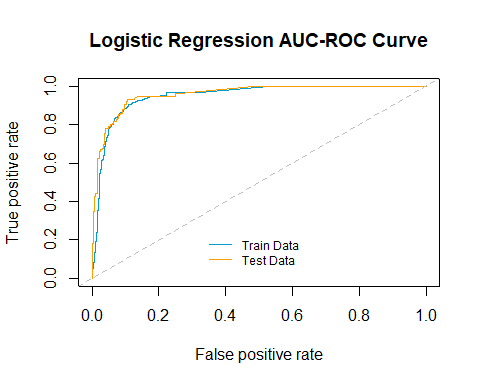 Logistic Regression AUC-ROC Curve
True positive rate
1.0
0.8
0.6
0.4
0.2
0.0
Train Data
Test Data
0.0 0.2 0.4 0.6 0.8 1.0
False positive rate